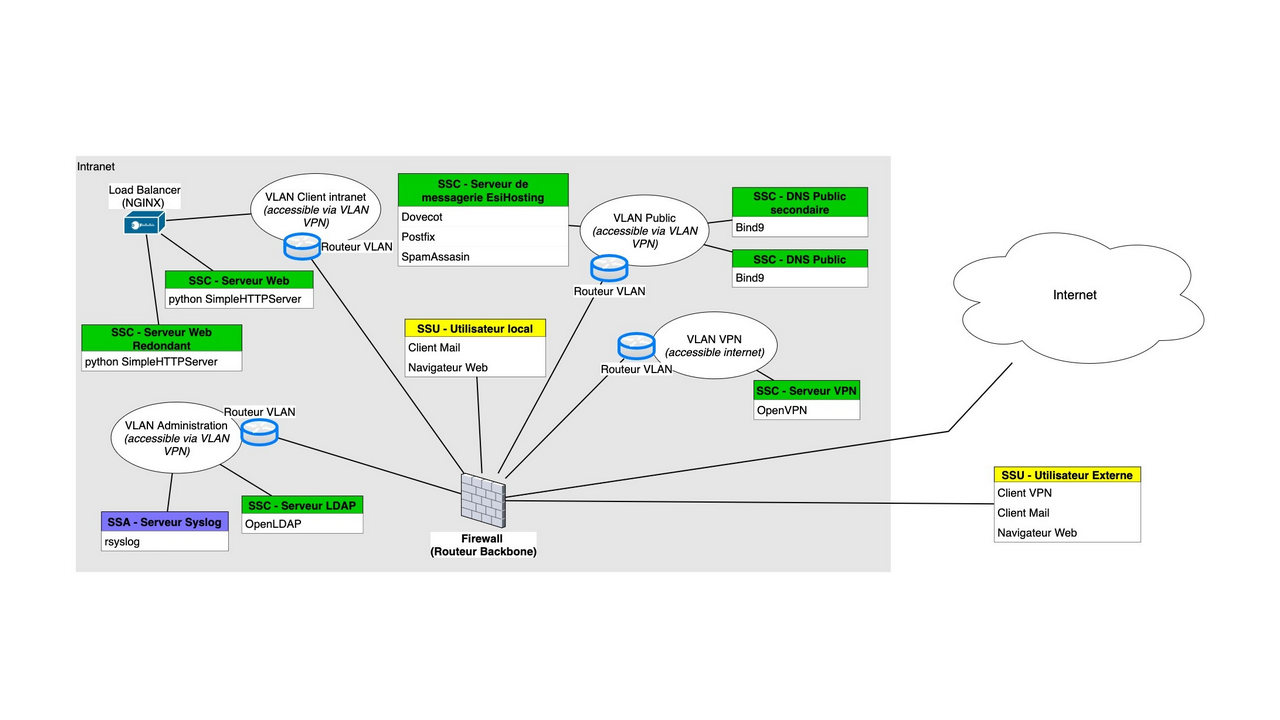 Intranet
Load Balancer
(NGINX)
VLAN Client intranet
(accessible via VLAN
VPN)
Routeur VLAN
SSC - Serveur Web
python SimpleHTTPServer
SSC - Serveur Web
Redondant
python SimpleHTTPServer
SSC - Serveur de
messagerie EsiHosting
Dovecot
Postfix
SpamAssasin
VLAN Public
(accessible via VLAN
VPN)
Routeur VLAN
SSC - DNS Public
secondaire
Bind9
SSC - DNS Public
Bind9
SSU - Utilisateur local
Client Mail
Navigateur Web
VLAN VPN
(accessible internet)
Routeur VLAN
SSC - Serveur VPN
OpenVPN
VLAN Administration
(accessible via VLAN
VPN)
Routeur VLAN
SSA - Serveur Syslog
rsyslog
SSC - Serveur LDAP
OpenLDAP
Firewall
(Routeur Backbone)
Internet
SSU - Utilisateur Externe
Client VPN
Client Mail
Navigateur Web